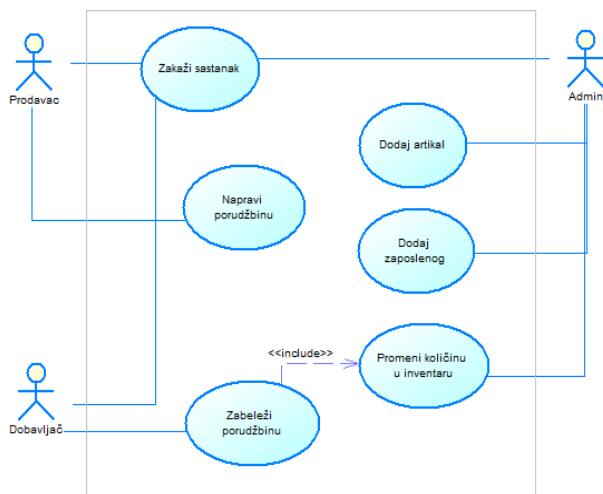 Zakaži sastanak
Prodavac
Admin
Dodaj artikal
Napravi
porudžbinu
Dodaj
zaposlenog
<<include>>
Promeni količinu
u inventaru
Dobavljač
Zabeleži
porudžbinu